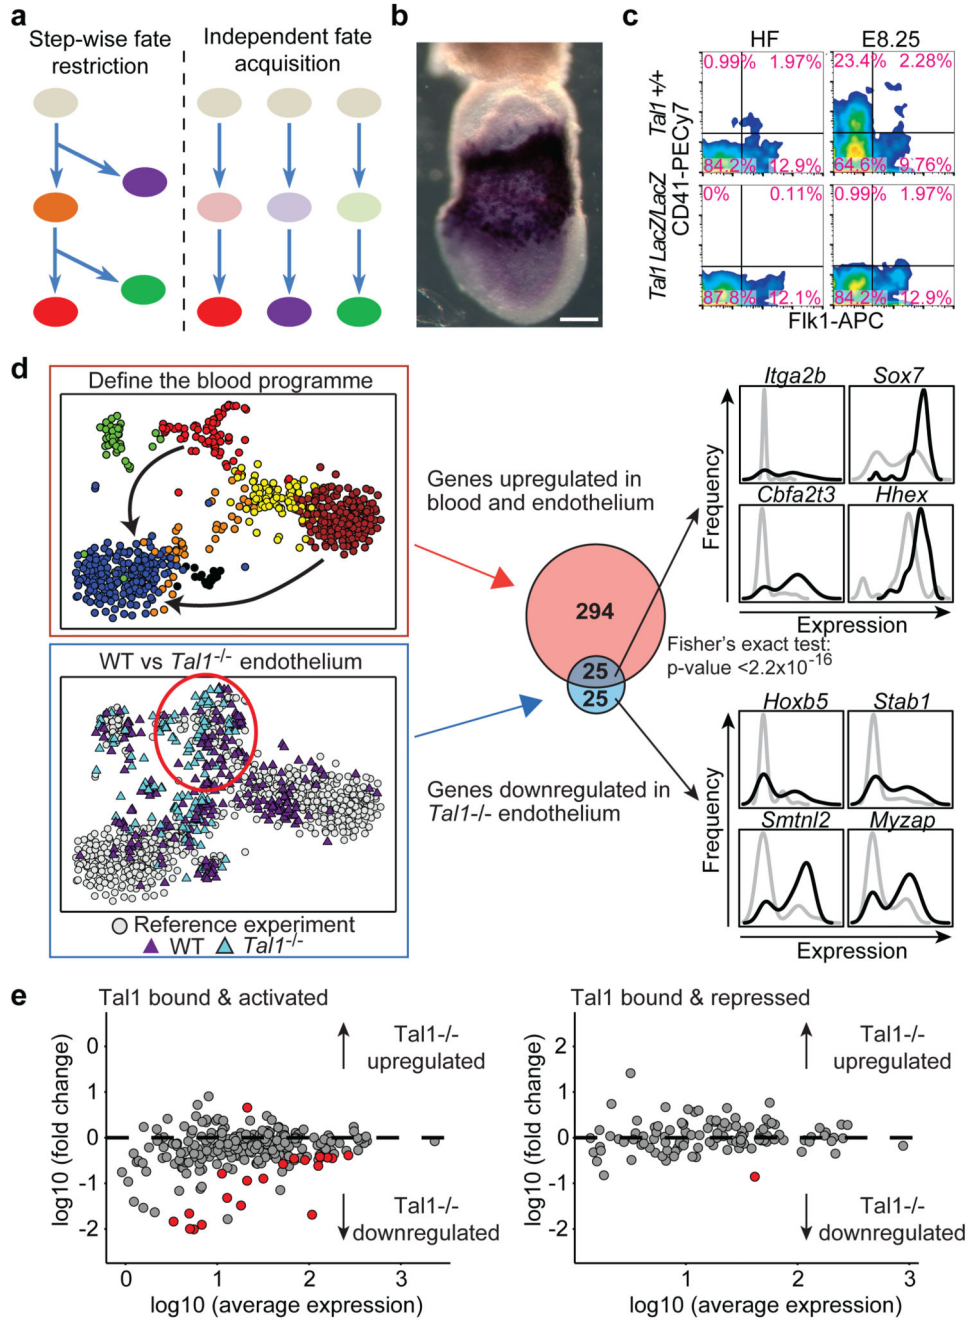 a
Step-wise fate
restriction
Independent fate
acquisition
b
c
HF
E8.25
Tal1 +/+
Tal1 LacZ/LacZ
CD41-PECy7
0.99%
1.97%
84.2%
12.9%
23.4%
2.28%
64.6%
9.76%
0%
0.11%
87.8%
12.1%
0.99%
1.97%
84.2%
12.9%
Flk1-APC
d
Define the blood programme
WT vs Tal1-/- endothelium
Reference experiment
WT
Tal1-/-
Genes upregulated in
blood and endothelium
294
25
25
Fisher's exact test:
p-value <2.2x10-16
Genes downregulated in
Tal1-/- endothelium
Itga2b
Sox7
Cbfa2t3
Hhex
Frequency
Expression
Hoxb5
Stab1
Smtnl2
Myzap
Frequency
Expression
e
Tal1 bound & activated
log10 (fold change)
0
1
0
-1
-2
Tal1-/-
upregulated
Tal1-/-
downregulated
0
1
2
3
log10 (average expression)
Tal1 bound & repressed
log10 (fold change)
2
1
0
-1
-2
Tal1-/-
upregulated
Tal1-/-
downregulated
1
2
3
log10 (average expression)